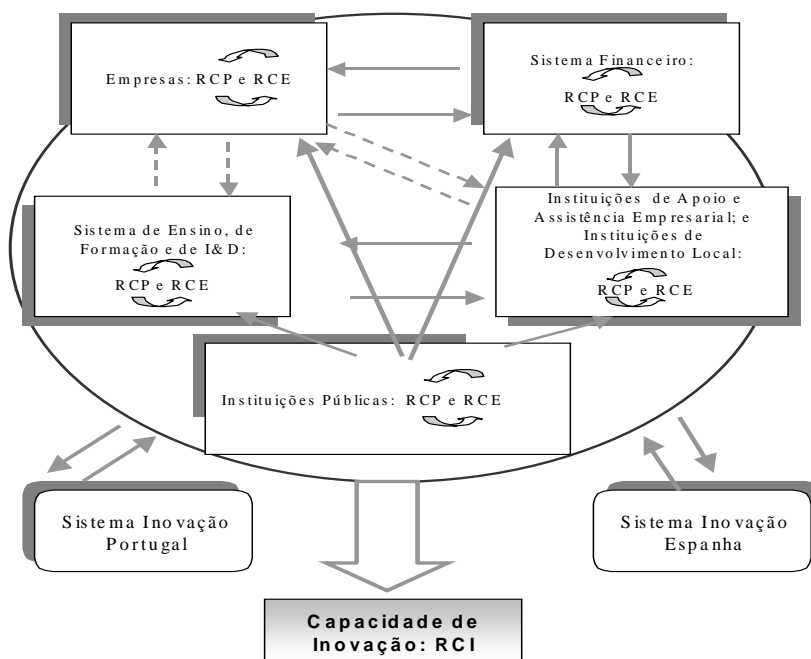 Empresas: RCP e RCE
Sistema Financeiro:
RCP e RCE
Sistema de Ensino, de
Formação e de I&D:
RCP e RCE
Instituições de Apoio e
Assistência Empresarial; e
Instituições de
Desenvolvimento Local:
RCP e RCE
Instituições Públicas: RCP e RCE
Sistema Inovação
Portugal
Sistema Inovação
Espanha
Capacidade de
Inovação: RCI